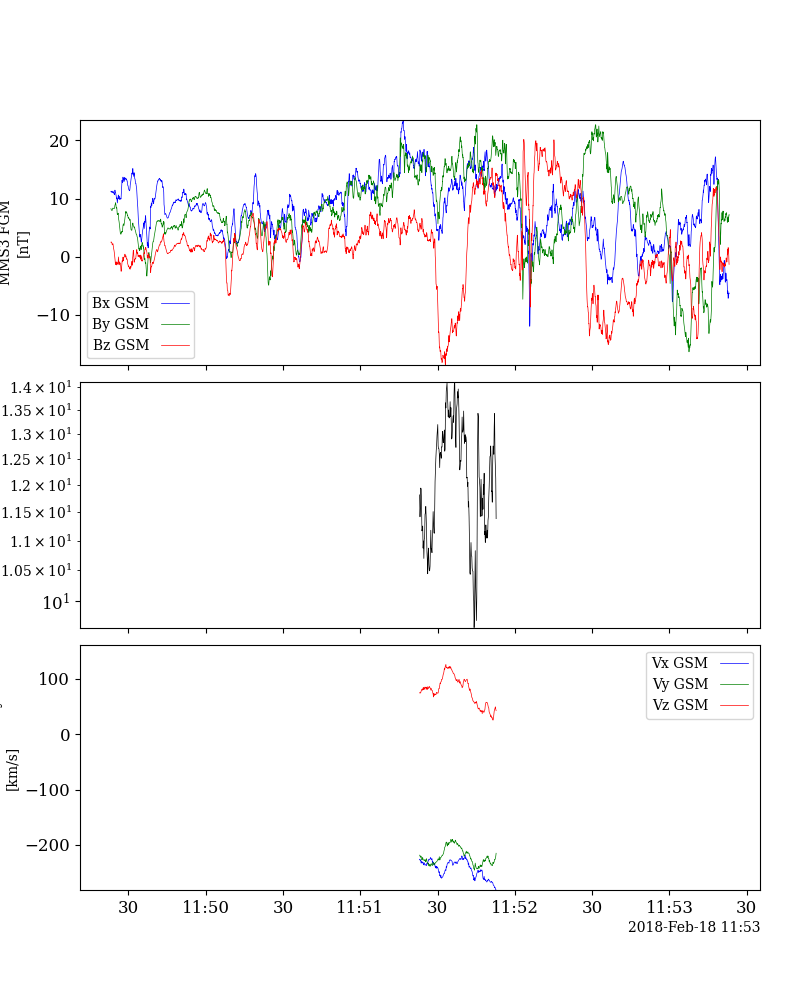 MMS3 FGM
[nT]
20
10
0
−10
Bx GSM
By GSM
Bz GSM
1.4 × 10¹
1.35 × 10¹
1.3 × 10¹
1.25 × 10¹
1.2 × 10¹
1.15 × 10¹
1.1 × 10¹
1.05 × 10¹
10¹
[km/s]
100
0
−100
−200
Vx GSM
Vy GSM
Vz GSM
30 11:50 30 11:51 30 11:52 30 11:53 30
2018-Feb-18 11:53